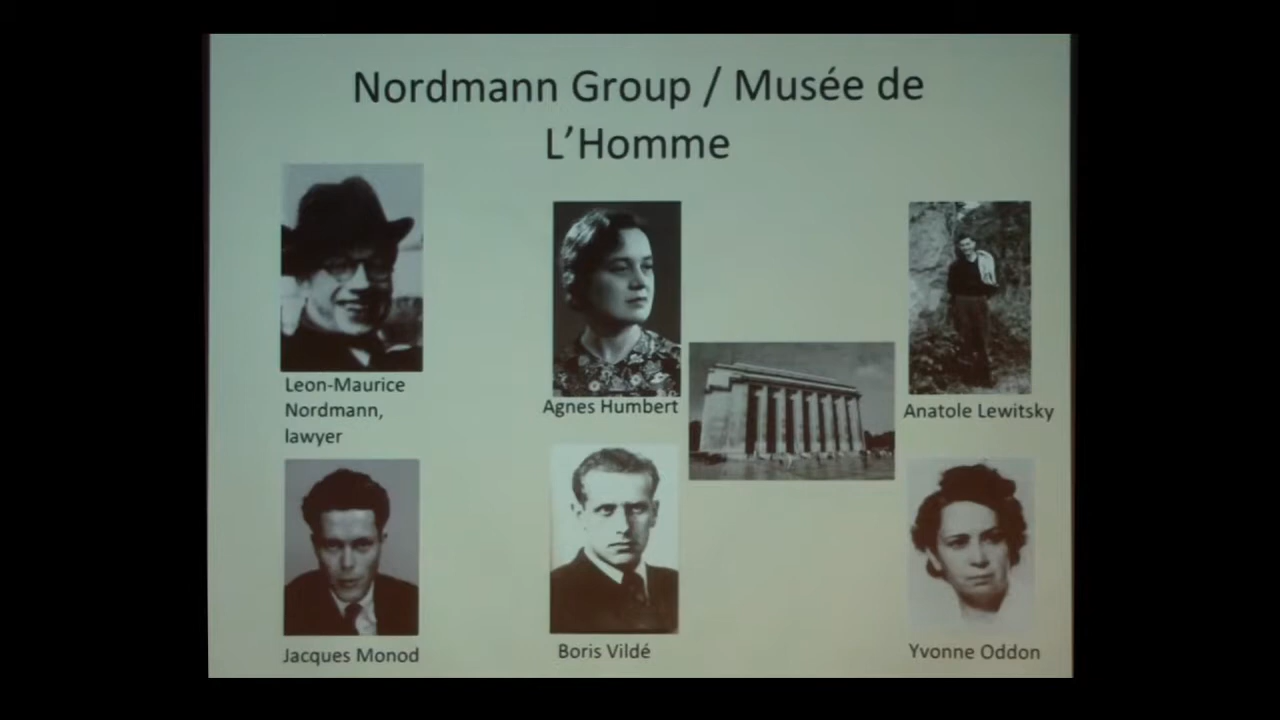 Nordmann Group / Musée de
L'Homme
Leon-Maurice
Nordmann,
lawyer
Agnes Humbert
Anatole Lewitsky
Jacques Monod
Boris Vildé
Yvonne Oddon